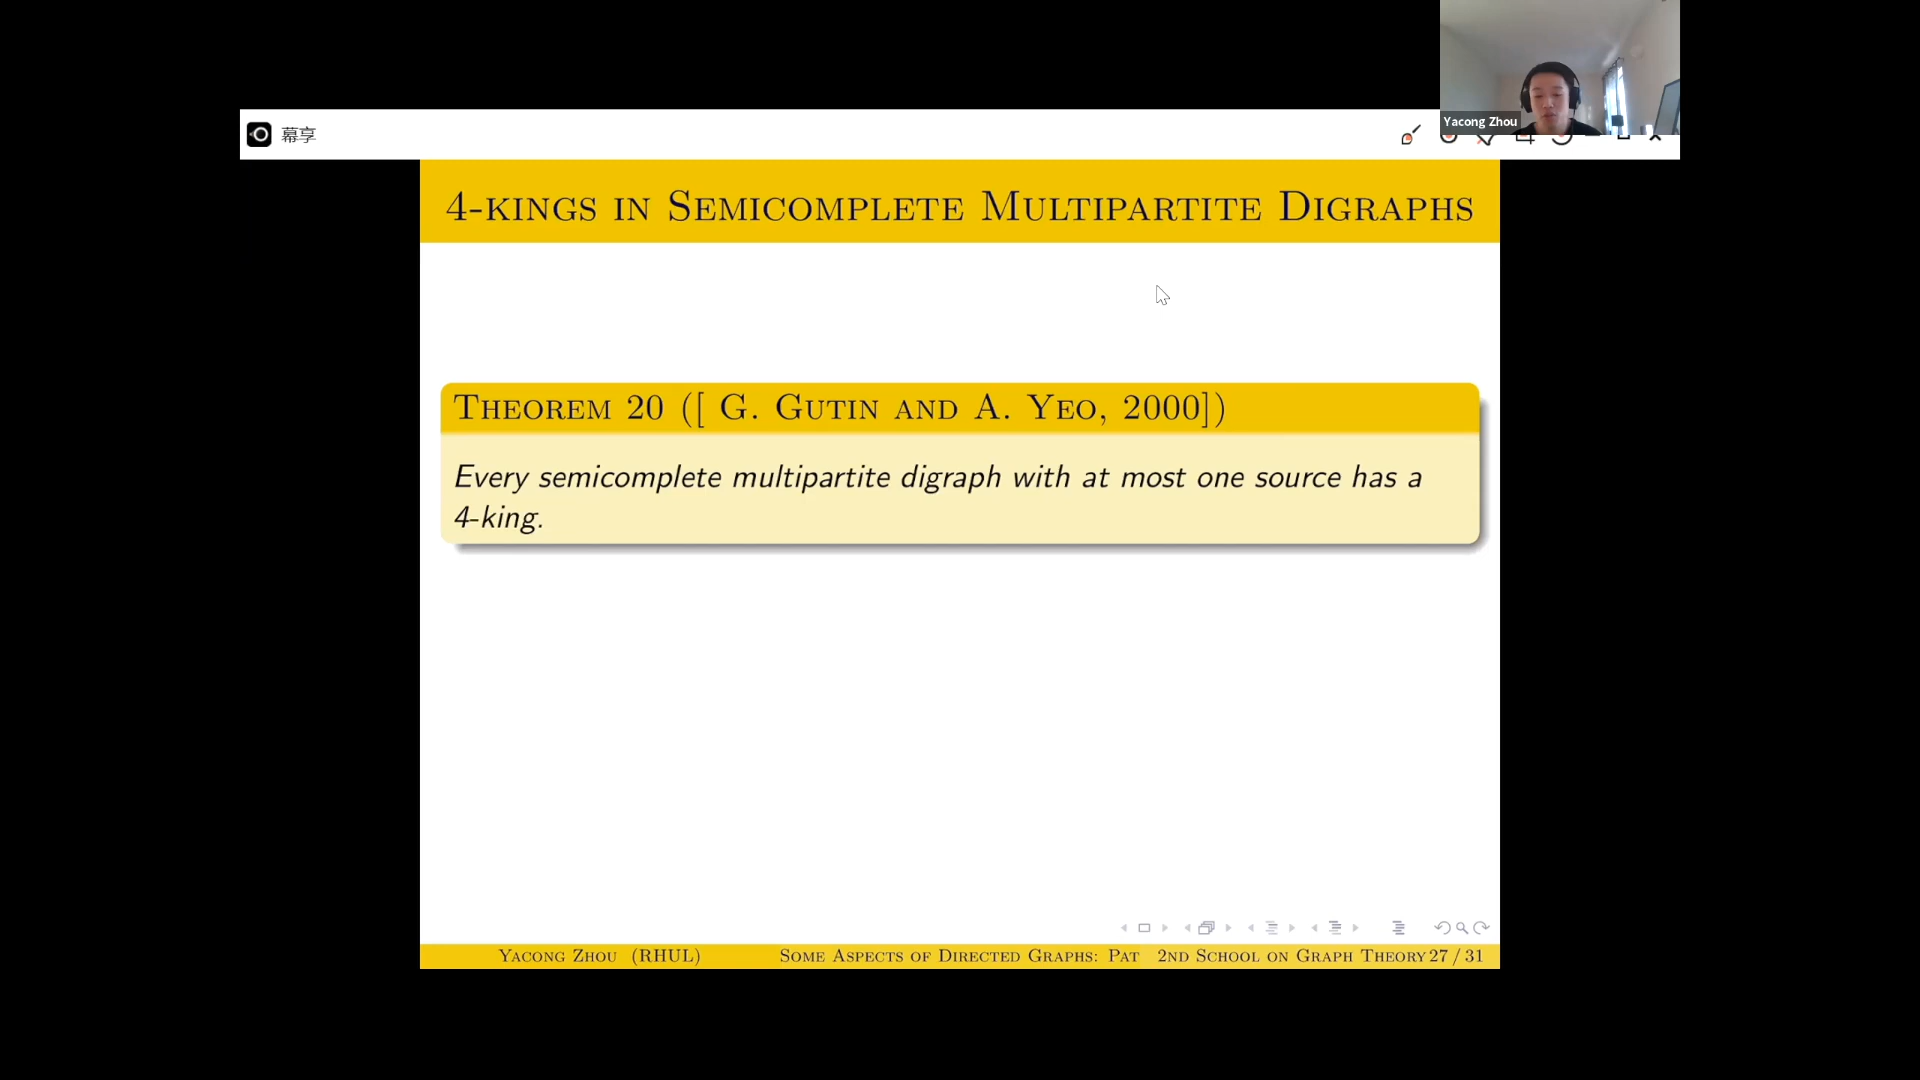 Yacong Zhou
幕享
4-KINGS IN SEMICOMPLETE MULTIPARTITE DIGRAPHS
THEOREM 20 ([ G. GUTIN AND A. YEO, 2000])
Every semicomplete multipartite digraph with at most one source has a
4-king.
YACONG ZHOU (RHUL) SOME ASPECTS OF DIRECTED GRAPHS: PAT 2ND SCHOOL ON GRAPH THEORY 27 / 31